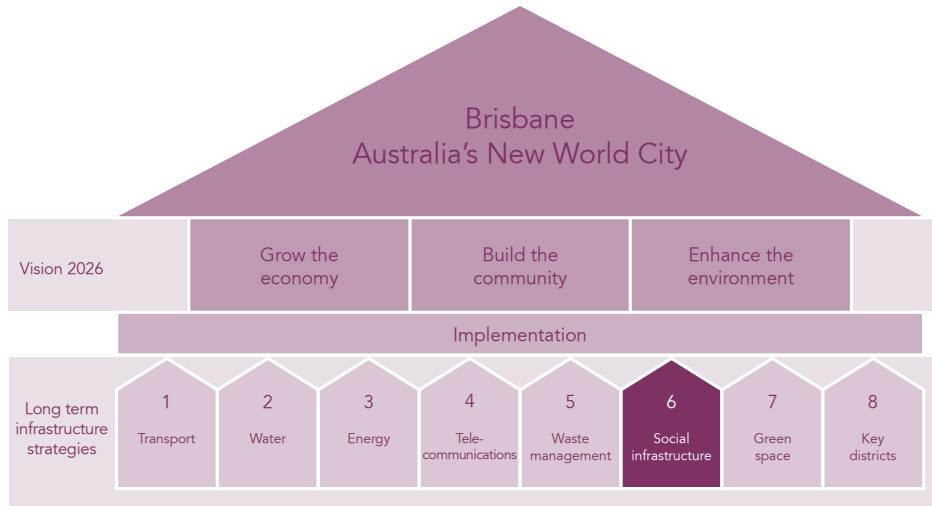 Brisbane
Australia's New World City
Vision 2026
Grow the
economy
Build the
community
Enhance the
environment
Implementation
Long term
infrastructure
strategies
1
Transport
2
Water
3
Energy
4
Tele-
communications
5
Waste
management
6
Social
infrastructure
7
Green
space
8
Key
districts